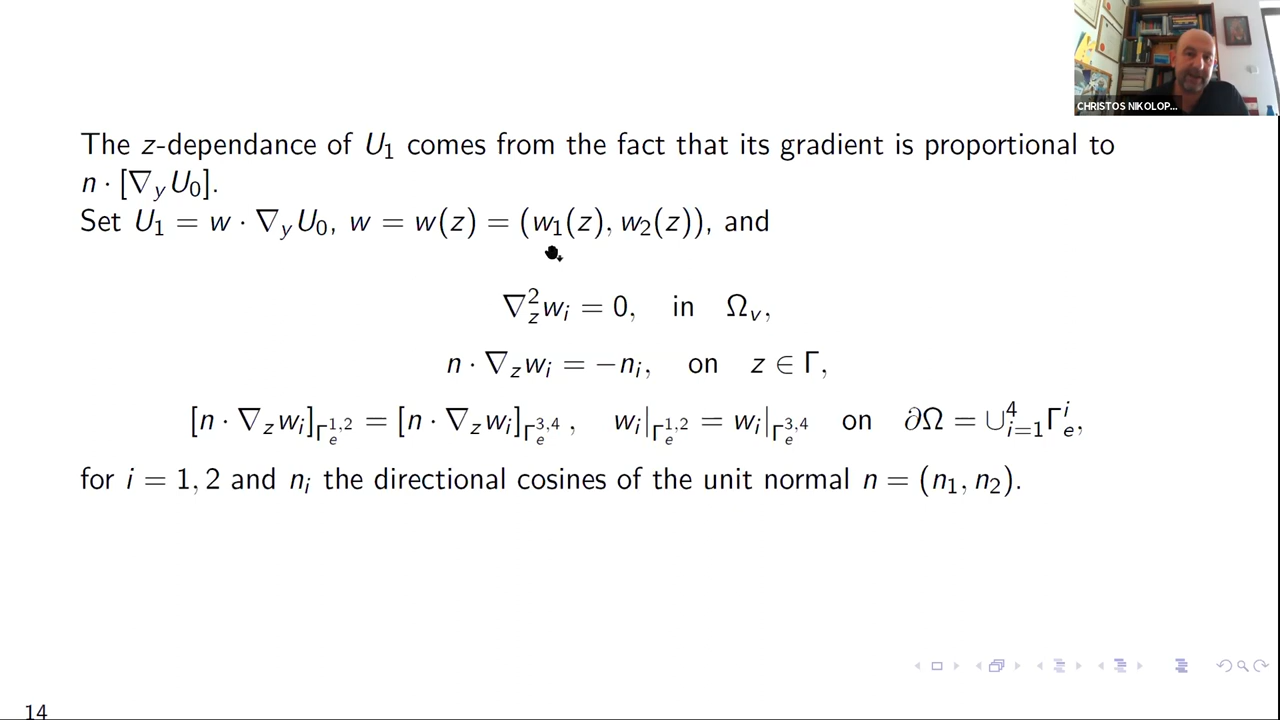 CHRISTOS NIKOLOP...
The z-dependance of U₁ comes from the fact that its gradient is proportional to
n · [∇_y U₀].
Set U₁ = w · ∇_y U₀, w = w(z) = (w₁(z), w₂(z)), and
∇_z² w_i = 0, in Ω_v,
n · ∇_z w_i = −n_i, on z ∈ Γ,
[n · ∇_z w_i]_{Γ_e^{1,2}} = [n · ∇_z w_i]_{Γ_e^{3,4}}, w_i|_{Γ_e^{1,2}} = w_i|_{Γ_e^{3,4}} on ∂Ω = ∪_{i=1}^4 Γ_e^i,
for i = 1, 2 and n_i the directional cosines of the unit normal n = (n₁, n₂).
14